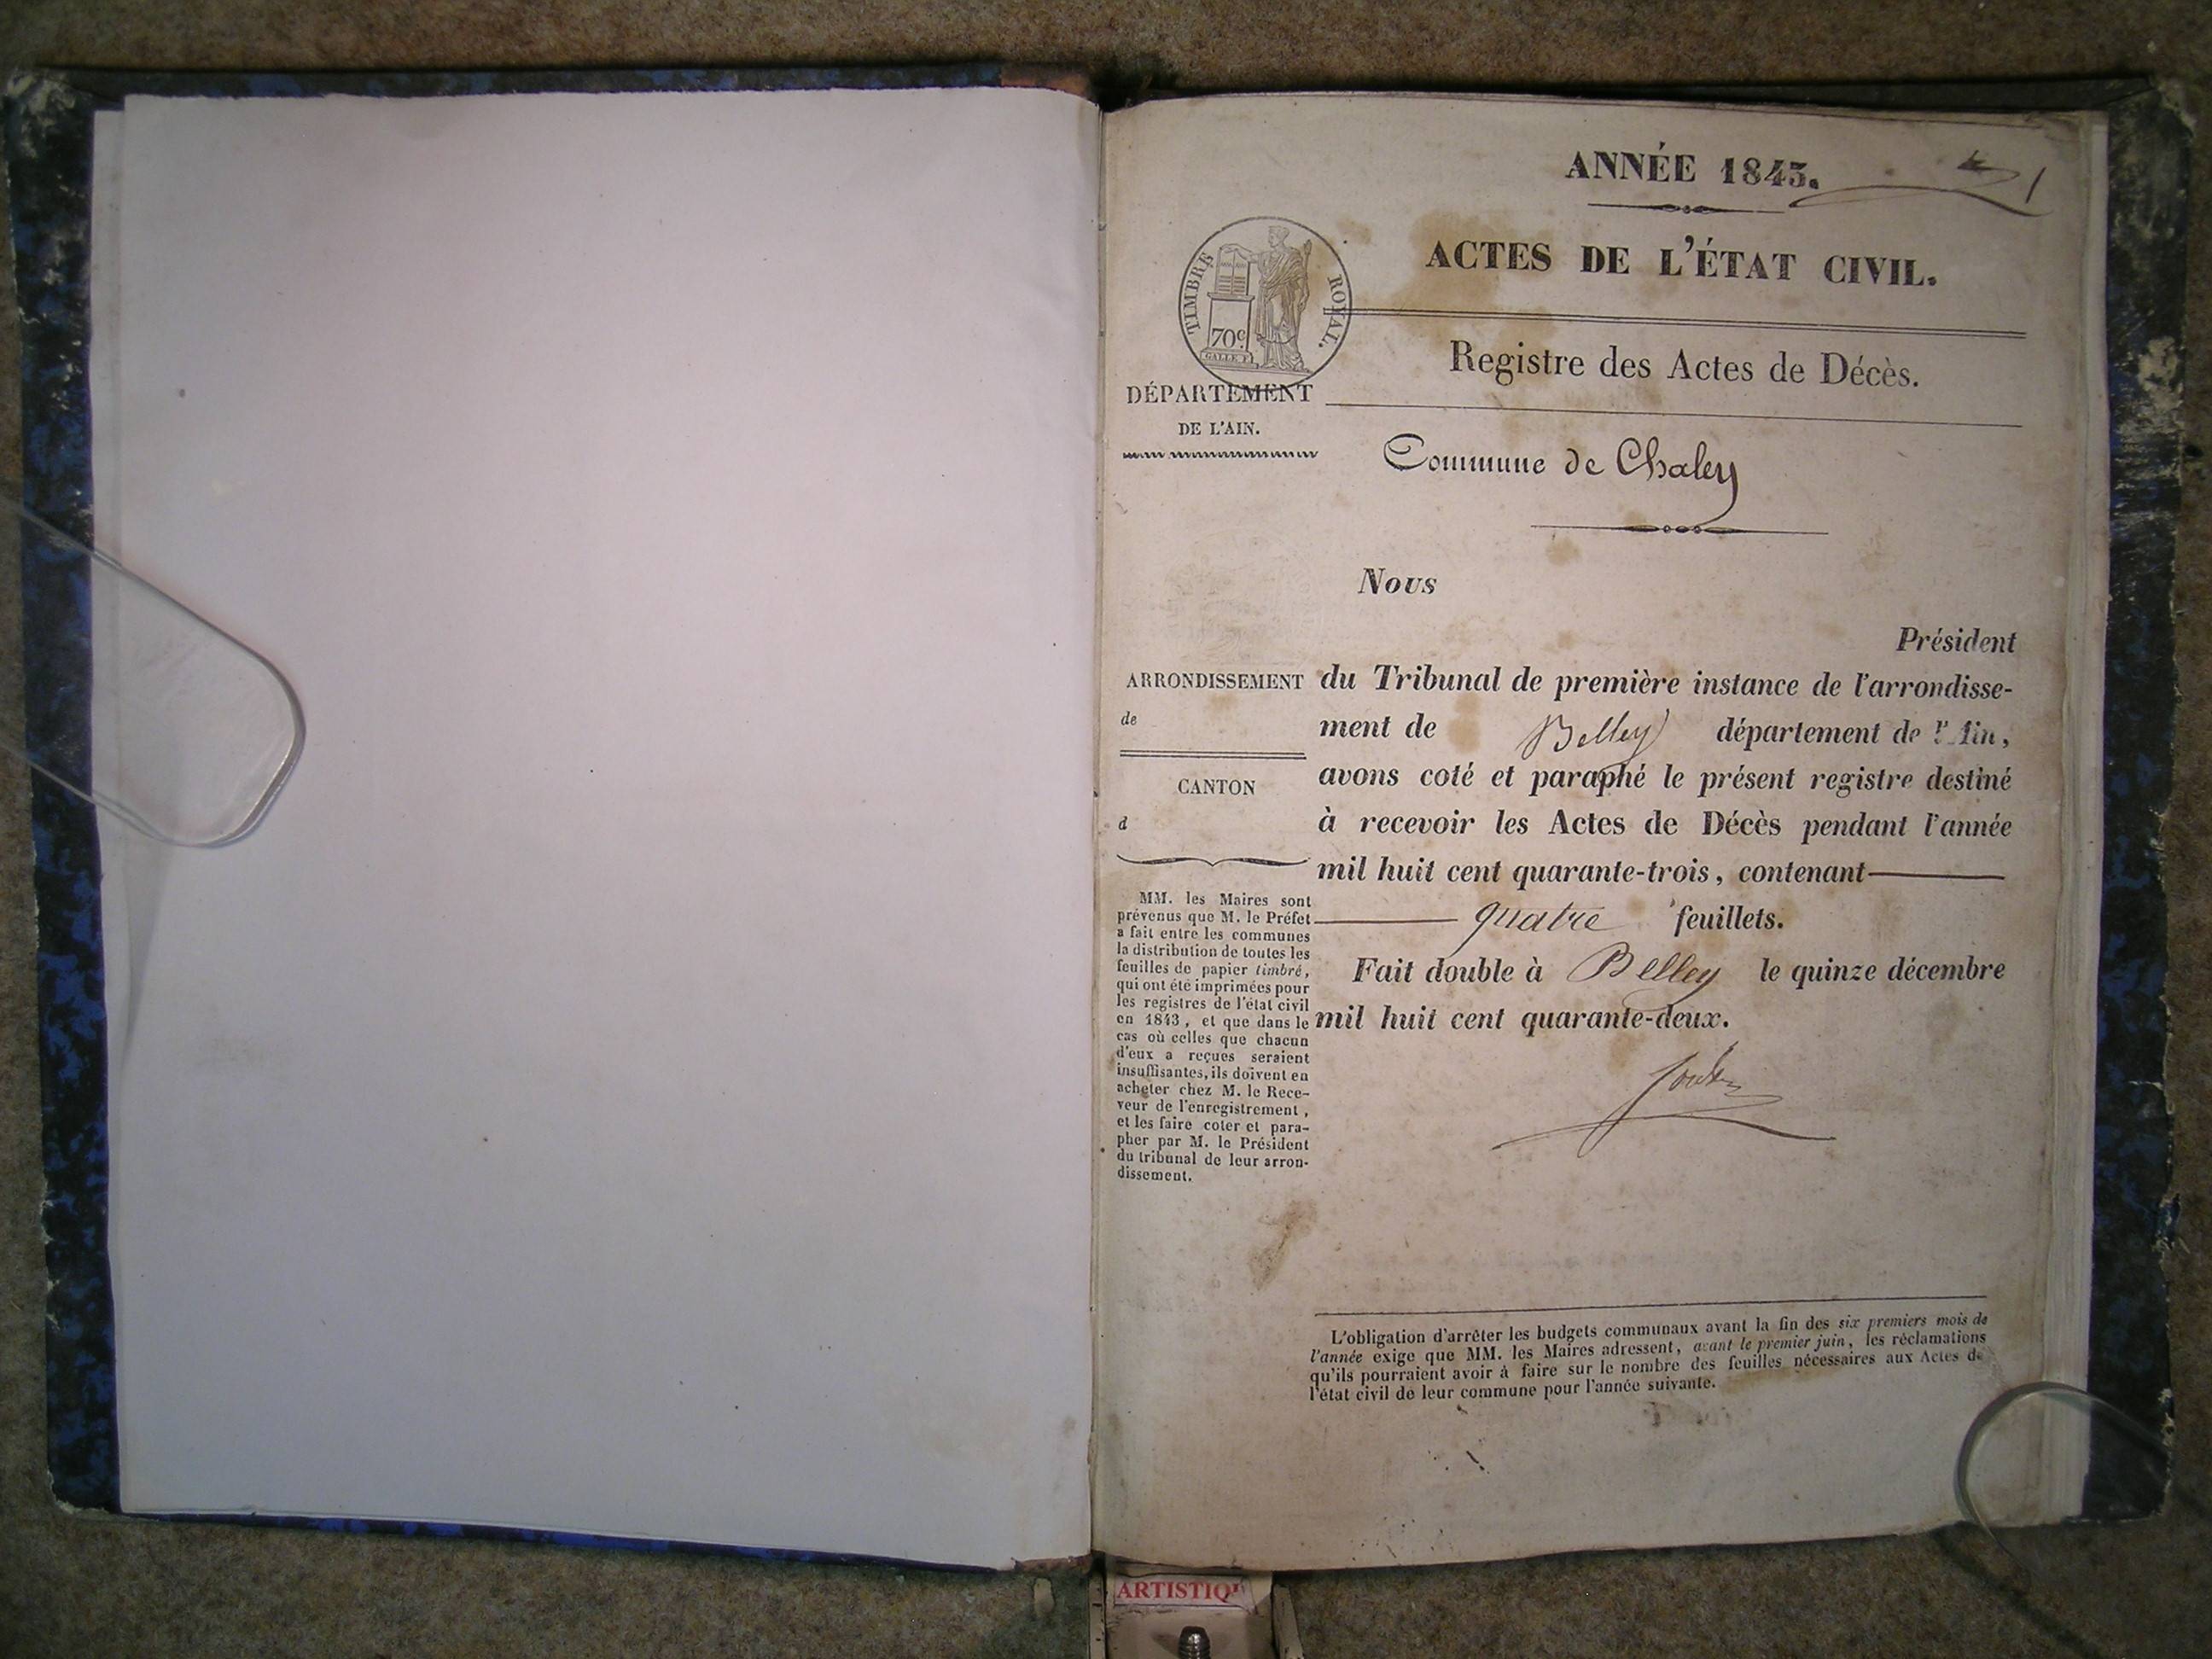 ANNÉE 1843.
1
TIMBRE ROYAL.
70c.
GALLE F.
ACTES DE L'ÉTAT CIVIL.
Registre des Actes de Décès.
DÉPARTEMENT
DE L'AIN.
Commune de Chaley
Nous
Président
du Tribunal de première instance de l'arrondisse-
ment de Belley département de l'Ain,
avons coté et paraphé le présent registre destiné
à recevoir les Actes de Décès pendant l'année
mil huit cent quarante-trois, contenant
quatre feuillets.
Fait double à Belley le quinze décembre
mil huit cent quarante-deux.
ARRONDISSEMENT
de
CANTON
d
MM. les Maires sont
prévenus que M. le Préfet
a fait entre les communes
la distribution de toutes les
feuilles de papier timbré,
qui ont été imprimées pour
les registres de l'état civil
en 1843, et que dans le
cas où celles que chacun
d'eux a reçues seraient
insuffisantes, ils doivent en
acheter chez M. le Rece-
veur de l'enregistrement,
et les faire coter et para-
pher par M. le Président
du tribunal de leur arron-
dissement.
L'obligation d'arrêter les budgets communaux avant la fin des six premiers mois de
l'année exige que MM. les Maires adressent, avant le premier juin, les réclamations
qu'ils pourraient avoir à faire sur le nombre des feuilles nécessaires aux Actes de
l'état civil de leur commune pour l'année suivante.
ARTISTIQU